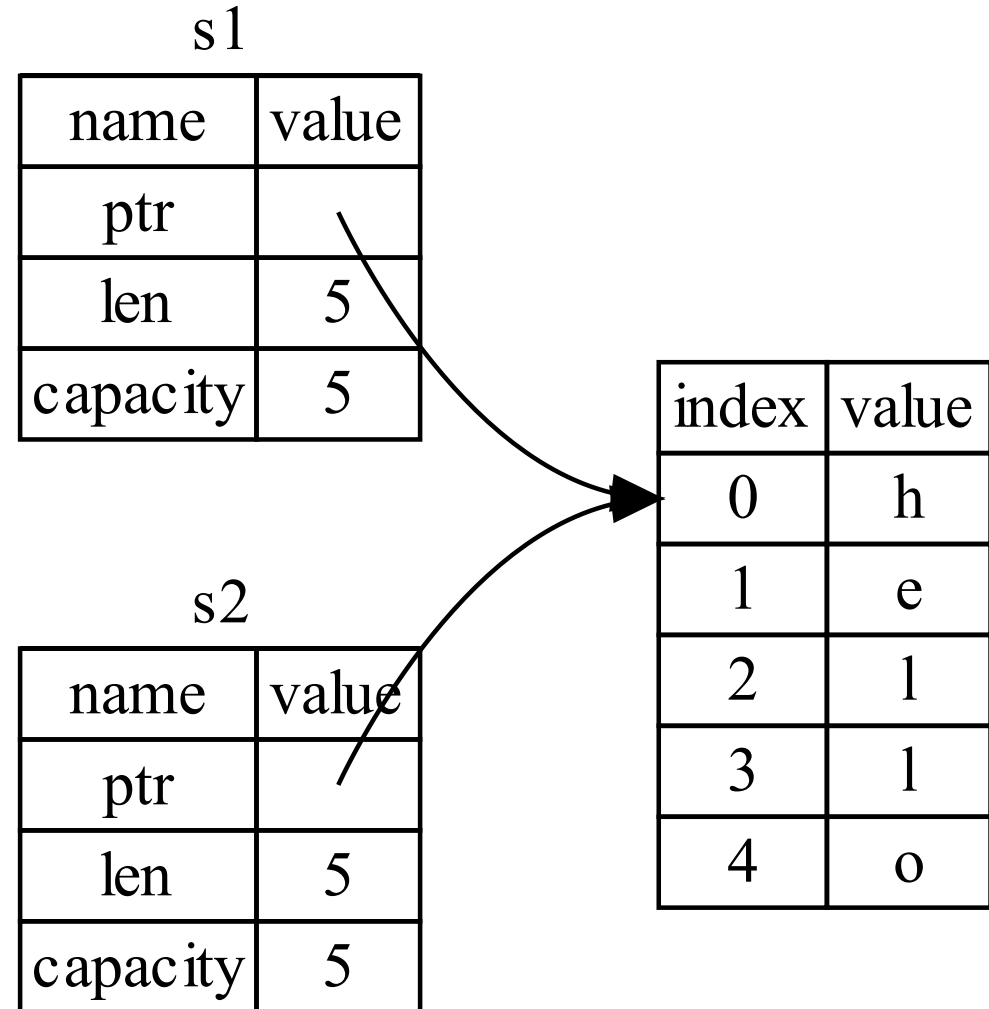 s1
name value
ptr
len 5
capacity 5
s2
name value
ptr
len 5
capacity 5
index value
0 h
1 e
2 l
3 l
4 o